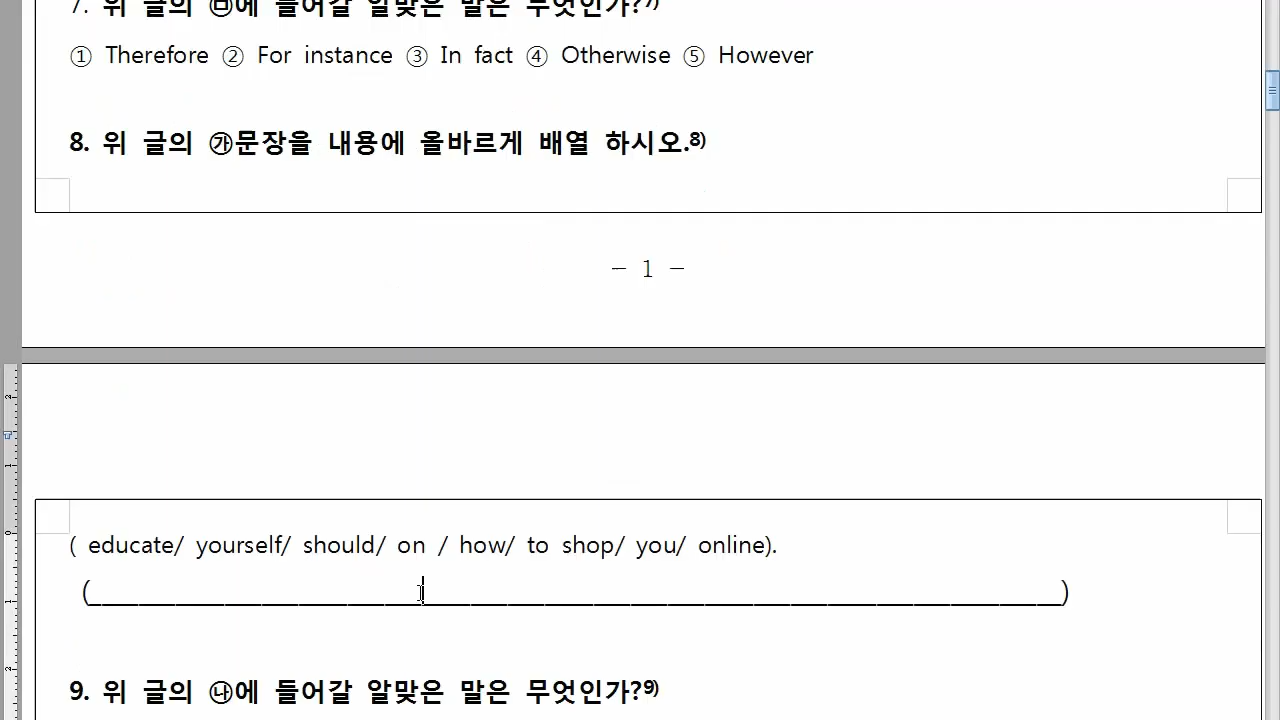 7. 위 글의 ㉥에 들어갈 알맞은 말은 무엇인가?7)
① Therefore ② For instance ③ In fact ④ Otherwise ⑤ However
8. 위 글의 ㉮문장을 내용에 올바르게 배열 하시오.8)
- 1 -
( educate/ yourself/ should/ on / how/ to shop/ you/ online).
(______________________________)
9. 위 글의 ㉯에 들어갈 알맞은 말은 무엇인가?9)